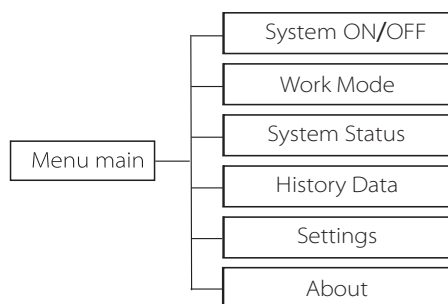 System ON/OFF
Work Mode
System Status
Menu main
History Data
Settings
About